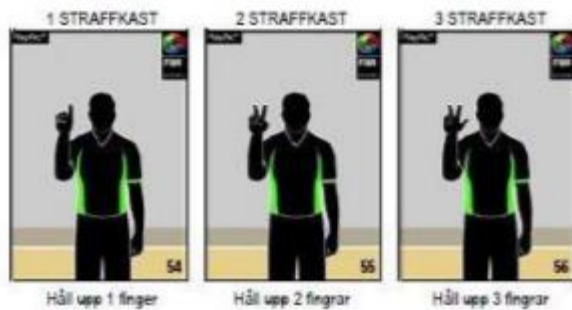 1 STRAFFKAST
2 STRAFFKAST
3 STRAFFKAST
FIBA
FIBA
FIBA
54
55
56
Håll upp 1 finger
Håll upp 2 fingrar
Håll upp 3 fingrar